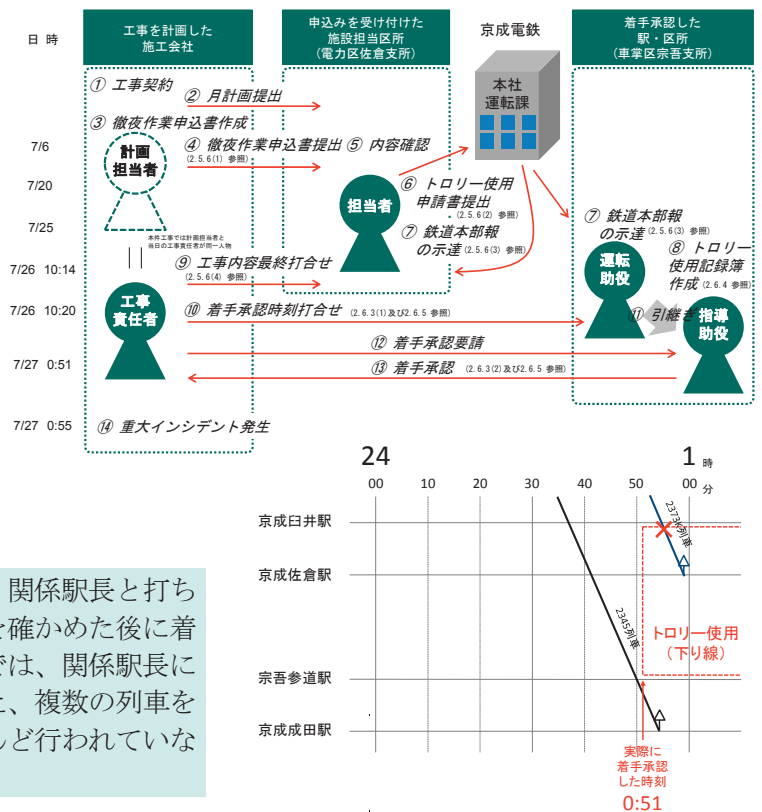 日 時
工事を計画した
施工会社
申込みを受け付けた
施設担当区所
(電力区佐倉支所)
京成電鉄
着手承認した
駅・区所
(車掌区宗吾支所)
本社
運転課
① 工事契約
② 月計画提出
③ 徹夜作業申込書作成
7/6
計画
担当者
④ 徹夜作業申込書提出
(2.5.6(1) 参照)
⑤ 内容確認
7/20
担当者
⑥ トロリー使用
申請書提出
(2.5.6(2) 参照)
7/25
本件工事では計画担当者と
当日の工事責任者が同一人物
⑦ 鉄道本部報
の示達 (2.5.6(3) 参照)
⑦ 鉄道本部報
の示達 (2.5.6(3) 参照)
運転
助役
⑧ トロリー
使用記録簿
作成 (2.6.4 参照)
7/26 10:14
⑨ 工事内容最終打合せ
(2.5.6(4) 参照)
7/26 10:20
工事
責任者
⑩ 着手承認時刻打合せ (2.6.3(1)及び2.6.5 参照)
⑪ 引継ぎ
指導
助役
⑫ 着手承認要請
7/27 0:51
⑬ 着手承認 (2.6.3(2)及び2.6.5 参照)
7/27 0:55
⑭ 重大インシデント発生
24
1 時
00 10 20 30 40 50 00 分
京成臼井駅
京成佐倉駅
宗吾参道駅
京成成田駅
2345列車
2373K列車
トロリー使用
(下り線)
実際に
着手承認
した時刻
0:51
関係駅長と打ち
を確かめた後に着
では、関係駅長に
、複数の列車を
んど行われていな